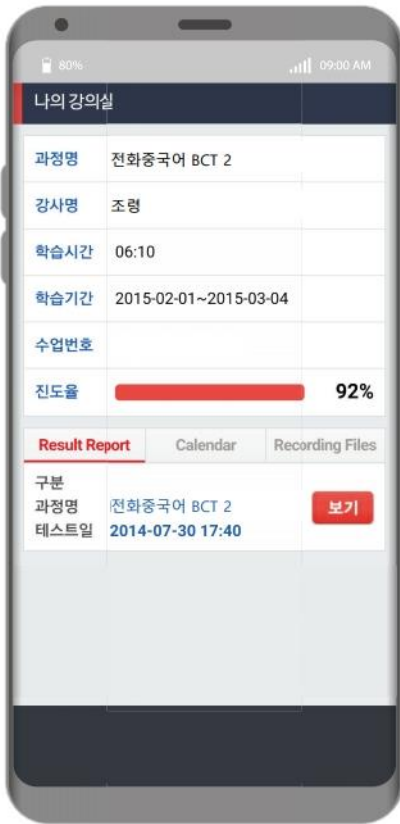 80% 09:00 AM
나의 강의실
과정명 전화중국어 BCT 2
강사명 조령
학습시간 06:10
학습기간 2015-02-01~2015-03-04
수업번호
진도율 92%
Result Report Calendar Recording Files
구분
과정명 전화중국어 BCT 2
테스트일 2014-07-30 17:40
보기